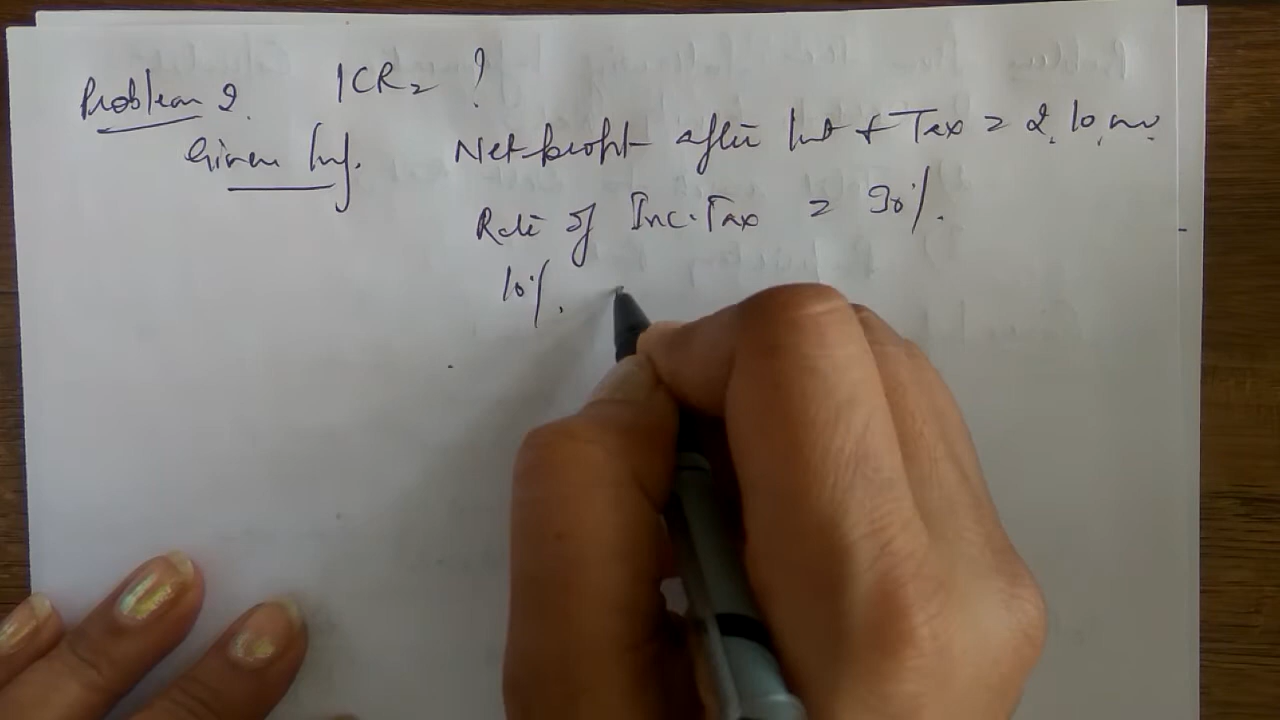 Problem 2. ICR = ?
Given Inf. Net profit after Int + Tax = 2,10,000
Rate of Inc. Tax = 30%.
10%.